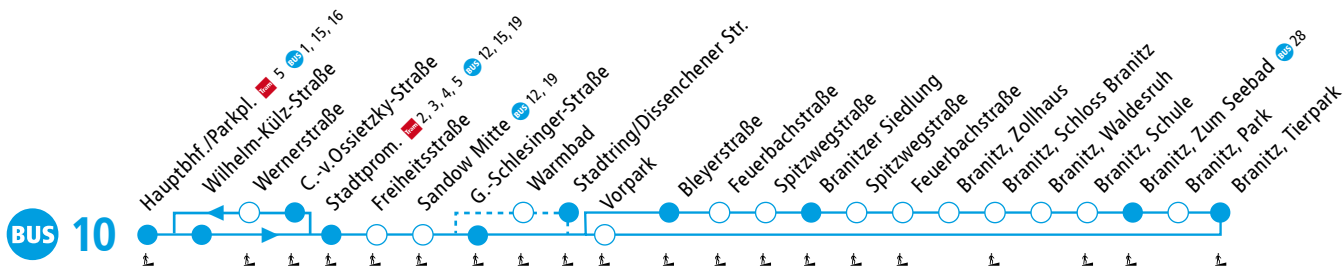 BUS 10
Hauptbhf./Parkpl. Tram 5 BUS 1, 15, 16
Wilhelm-Külz-Straße
Wernerstraße
C.-v.Ossietzky-Straße
Stadtprom. Tram 2, 3, 4, 5 BUS 12, 15, 19
Freiheitsstraße
Sandow Mitte BUS 12, 19
G.-Schlesinger-Straße
Warmbad
Stadtring/Dissenchener Str.
Vorpark
Bleyerstraße
Feuerbachstraße
Spitzwegstraße
Branitzer Siedlung
Spitzwegstraße
Feuerbachstraße
Branitz, Zollhaus
Branitz, Schloss Branitz
Branitz, Waldesruh
Branitz, Schule
Branitz, Zum Seebad BUS 28
Branitz, Park
Branitz, Tierpark